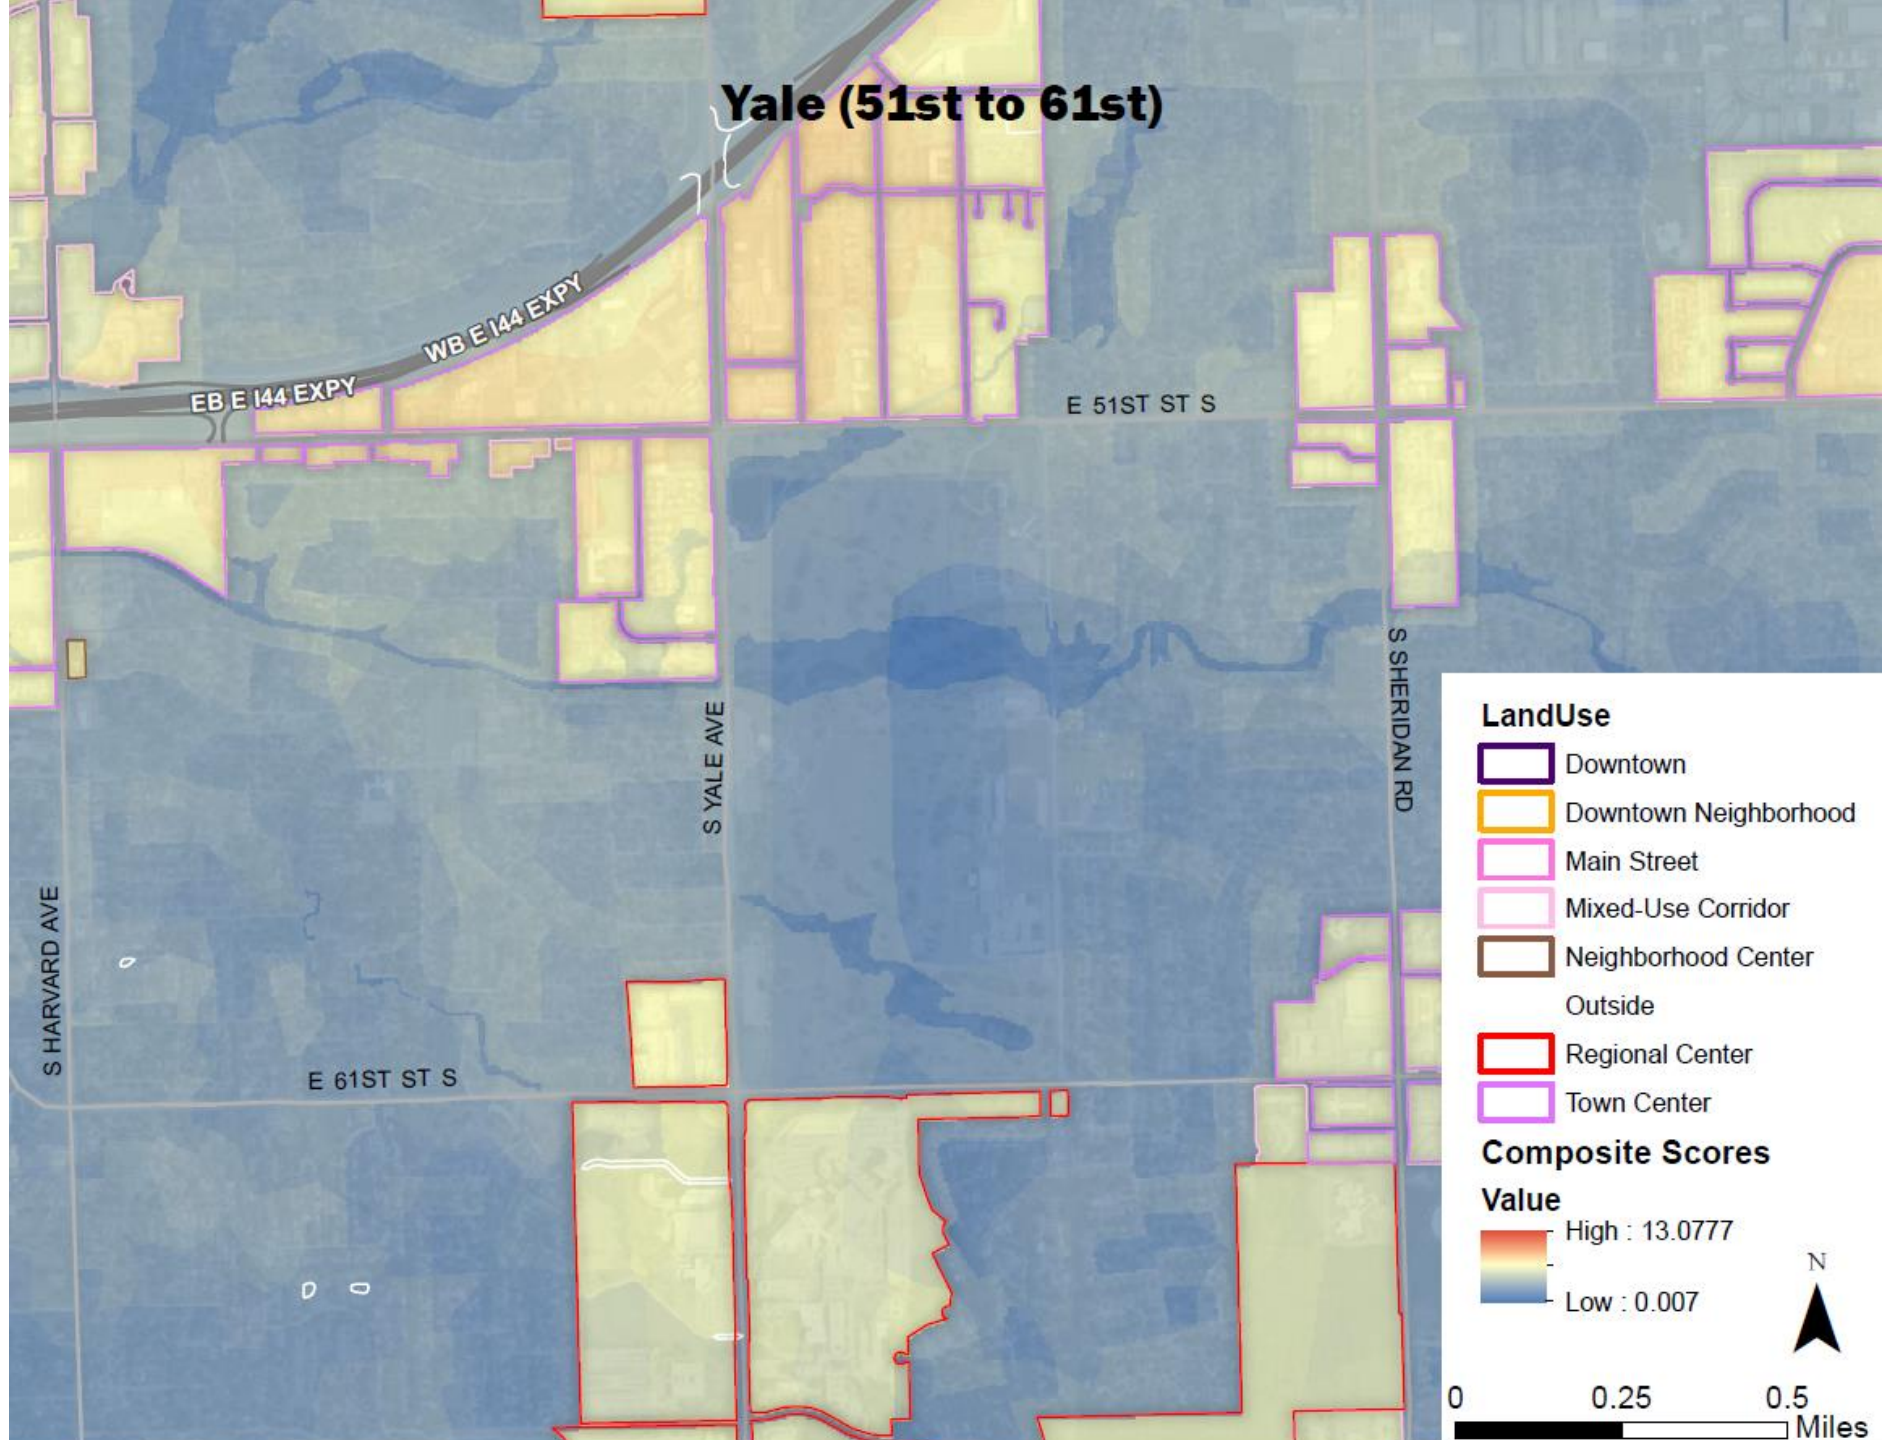 Yale (51st to 61st)
WB E I44 EXPY
EB E I44 EXPY
E 51ST ST S
S SHERIDAN RD
S YALE AVE
S HARVARD AVE
E 61ST ST S
LandUse
Downtown
Downtown Neighborhood
Main Street
Mixed-Use Corridor
Neighborhood Center
Outside
Regional Center
Town Center
Composite Scores
Value
High : 13.0777
Low : 0.007
N
0 0.25 0.5
Miles